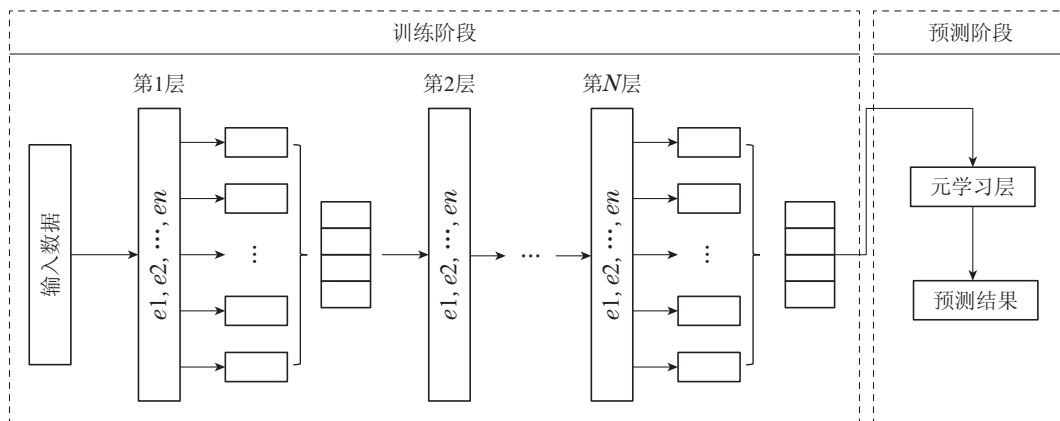 训练阶段
预测阶段
第1层
第2层
第N层
输入数据
e1, e2, …, en
…
e1, e2, …, en
…
e1, e2, …, en
…
元学习层
预测结果